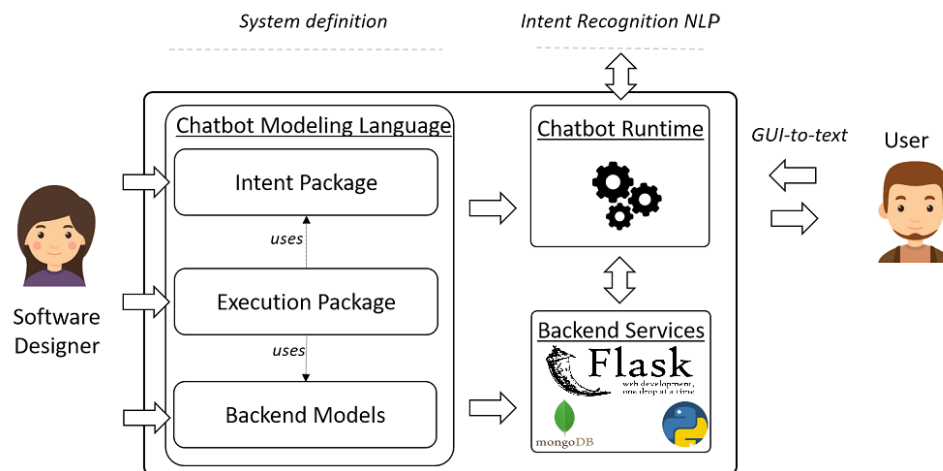 System definition
Intent Recognition NLP
Chatbot Modeling Language
Intent Package
uses
Execution Package
uses
Backend Models
Chatbot Runtime
Backend Services
Flask
web development,
one drop at a time
mongoDB
GUI-to-text
User
Software
Designer